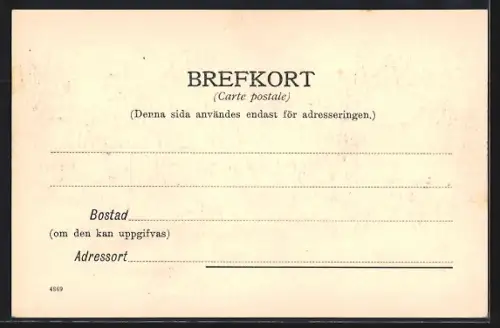 BREFKORT
(Carte postale)
(Denna sida användes endast för adresseringen.)
Bostad
(om den kan uppgifvas)
Adressort
4669